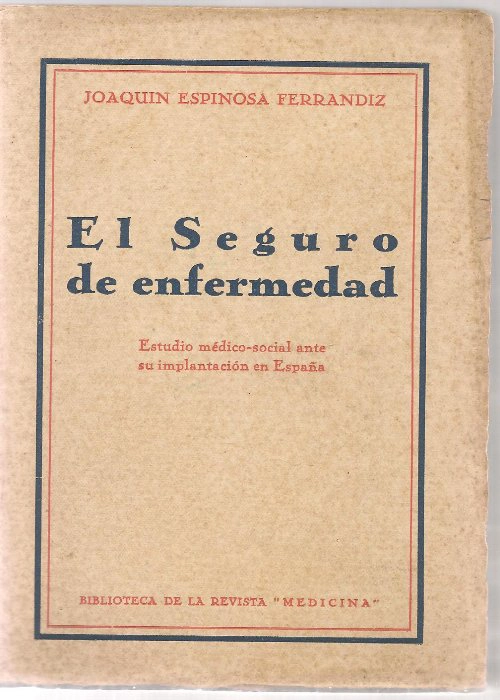 JOAQUIN ESPINOSA FERRANDIZ
El Seguro
de enfermedad
Estudio médico-social ante
su implantación en España
BIBLIOTECA DE LA REVISTA "MEDICINA"